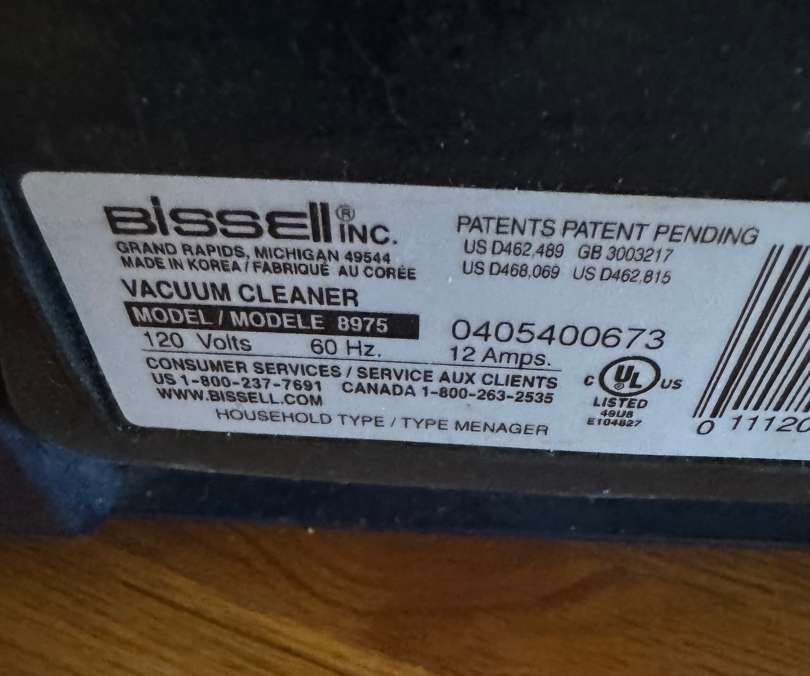 BISSELL® INC.
GRAND RAPIDS, MICHIGAN 49544
MADE IN KOREA / FABRIQUÉ AU CORÉE
VACUUM CLEANER
MODEL / MODELE 8975
120 Volts 60 Hz. 12 Amps.
CONSUMER SERVICES / SERVICE AUX CLIENTS
US 1-800-237-7691 CANADA 1-800-263-2535
WWW.BISSELL.COM
HOUSEHOLD TYPE / TYPE MENAGER
PATENTS PATENT PENDING
US D462,489 GB 3003217
US D468,069 US D462,815
0405400673
C UL US
LISTED
49U8
E104827
0 11120